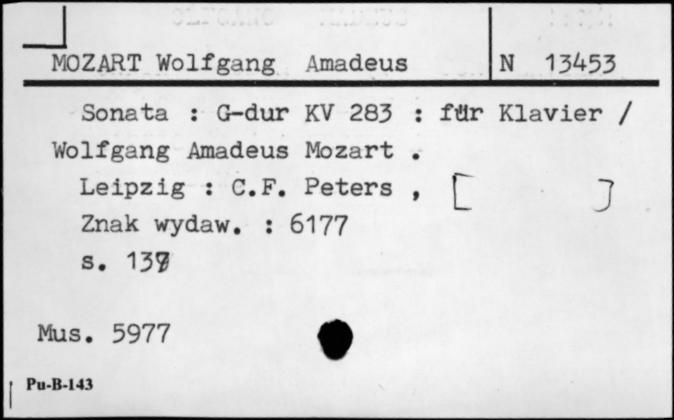 MOZART Wolfgang Amadeus N 13453
Sonata : G-dur KV 283 : für Klavier /
Wolfgang Amadeus Mozart .
Leipzig : C.F. Peters , [ ]
Znak wydaw. : 6177
s.
Mus. 5977
Pu-B-143